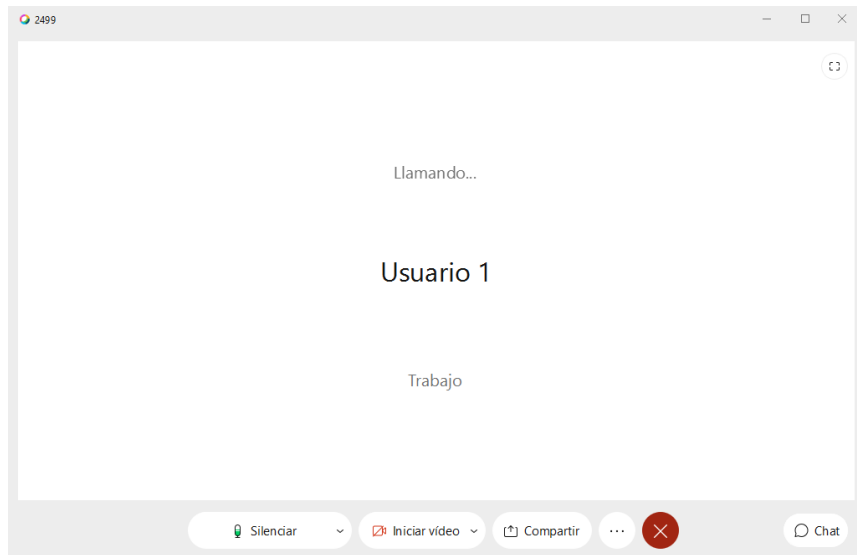 2499
Llamando...
Usuario 1
Trabajo
Silenciar
Iniciar vídeo
Compartir
Chat